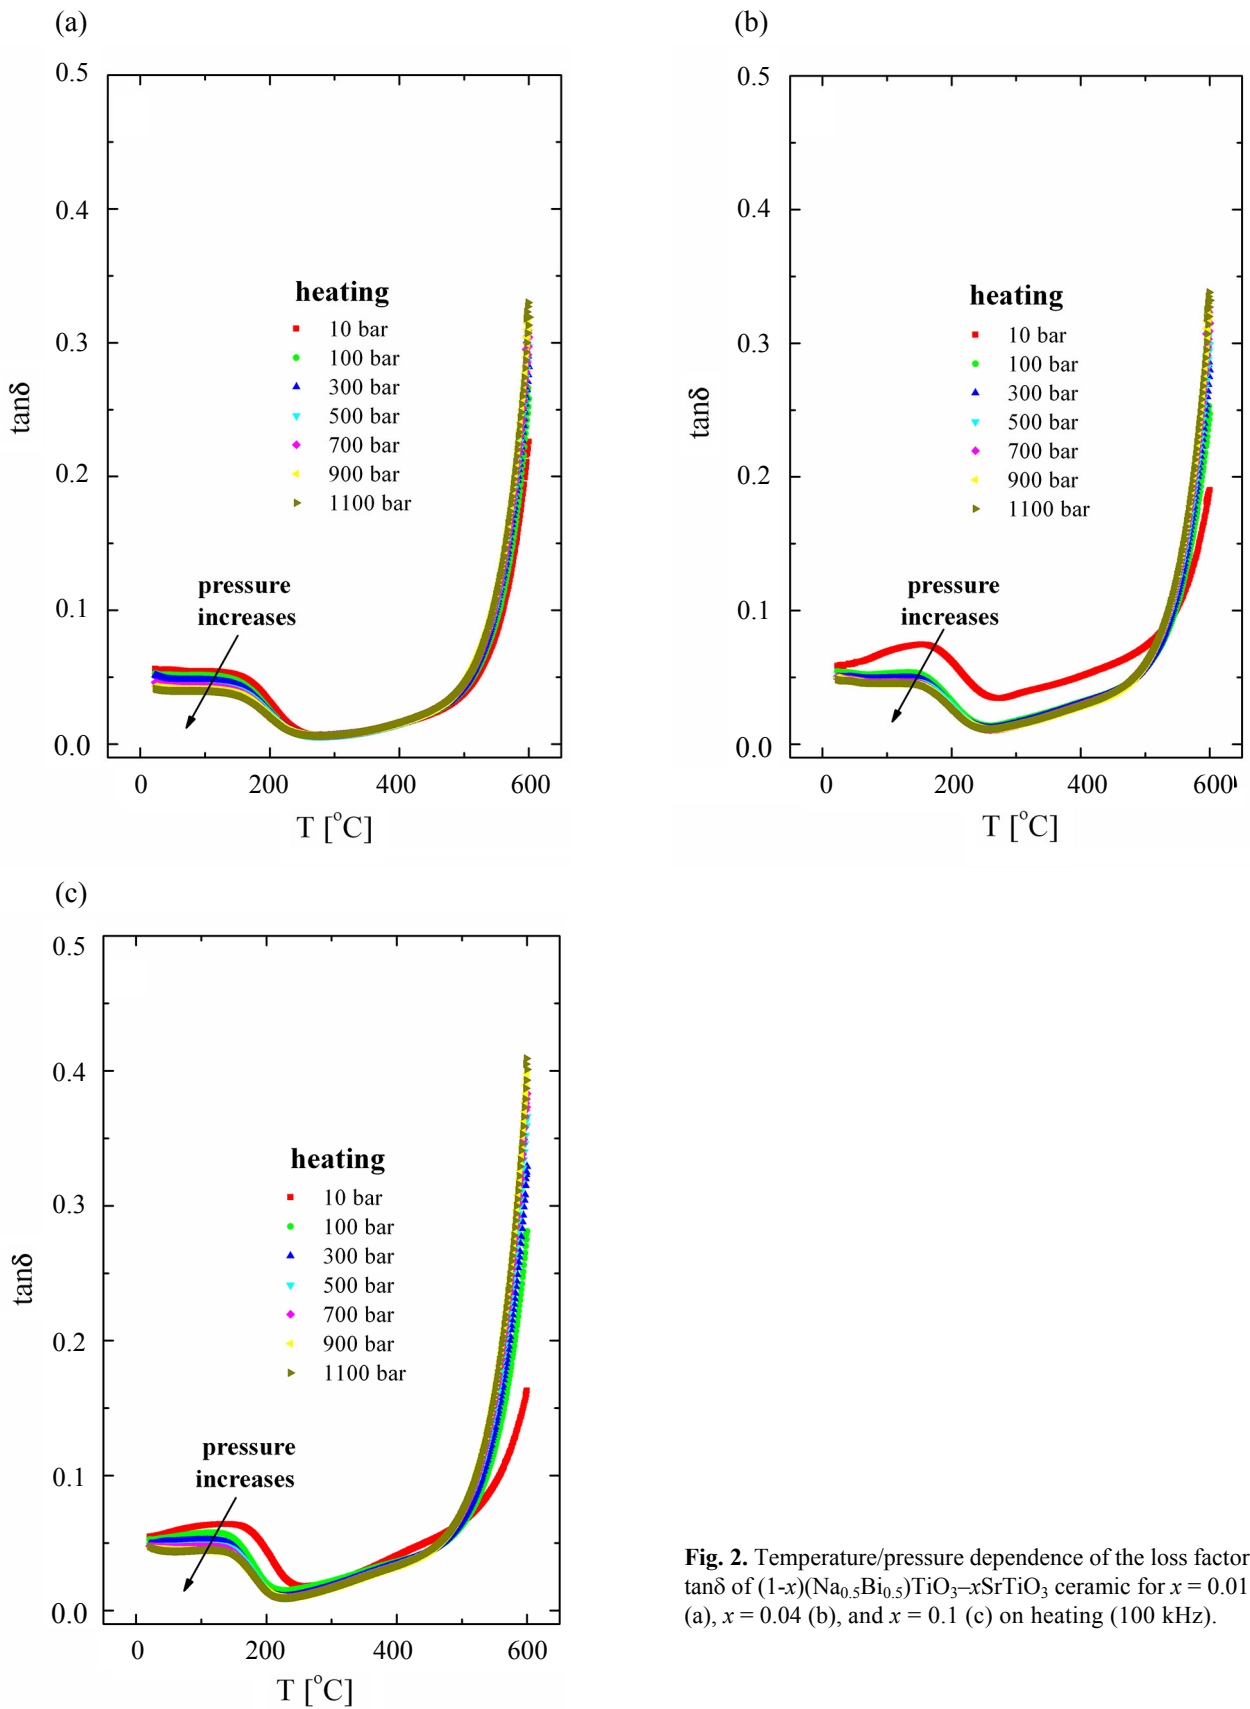 (a)
0.5
0.4
0.3
0.2
0.1
0.0
tanδ
heating
10 bar
100 bar
300 bar
500 bar
700 bar
900 bar
1100 bar
pressure
increases
0 200 400 600
T [°C]
(b)
0.5
0.4
0.3
0.2
0.1
0.0
tanδ
heating
10 bar
100 bar
300 bar
500 bar
700 bar
900 bar
1100 bar
pressure
increases
0 200 400 600
T [°C]
(c)
0.5
0.4
0.3
0.2
0.1
0.0
tanδ
heating
10 bar
100 bar
300 bar
500 bar
700 bar
900 bar
1100 bar
pressure
increases
0 200 400 600
T [°C]
Fig. 2. Temperature/pressure dependence of the loss factor
tanδ of (1-x)(Na₀.₅Bi₀.₅)TiO₃–xSrTiO₃ ceramic for x = 0.01
(a), x = 0.04 (b), and x = 0.1 (c) on heating (100 kHz).